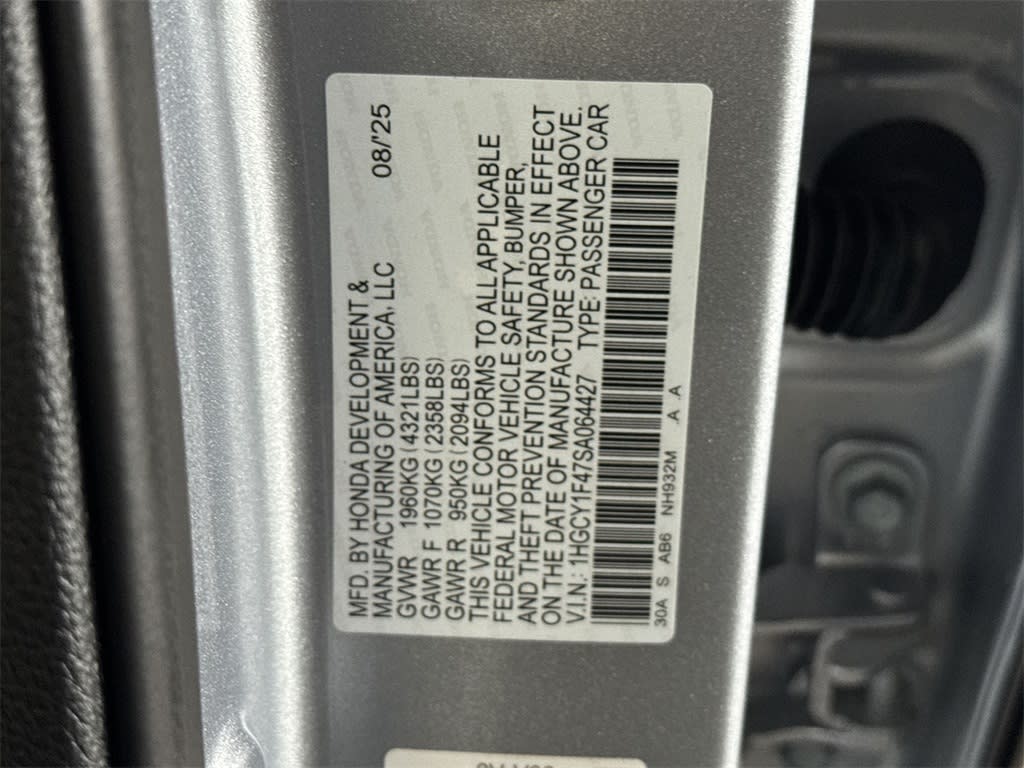 MFD. BY HONDA DEVELOPMENT & 08/'25
MANUFACTURING OF AMERICA, LLC
GVWR 1960KG (4321LBS)
GAWR F 1070KG (2358LBS)
GAWR R 950KG (2094LBS)
THIS VEHICLE CONFORMS TO ALL APPLICABLE
FEDERAL MOTOR VEHICLE SAFETY, BUMPER,
AND THEFT PREVENTION STANDARDS IN EFFECT
ON THE DATE OF MANUFACTURE SHOWN ABOVE.
V.I.N.: 1HGCY1F47SA064427 TYPE: PASSENGER CAR
30A S AB6 NH932M .A .A